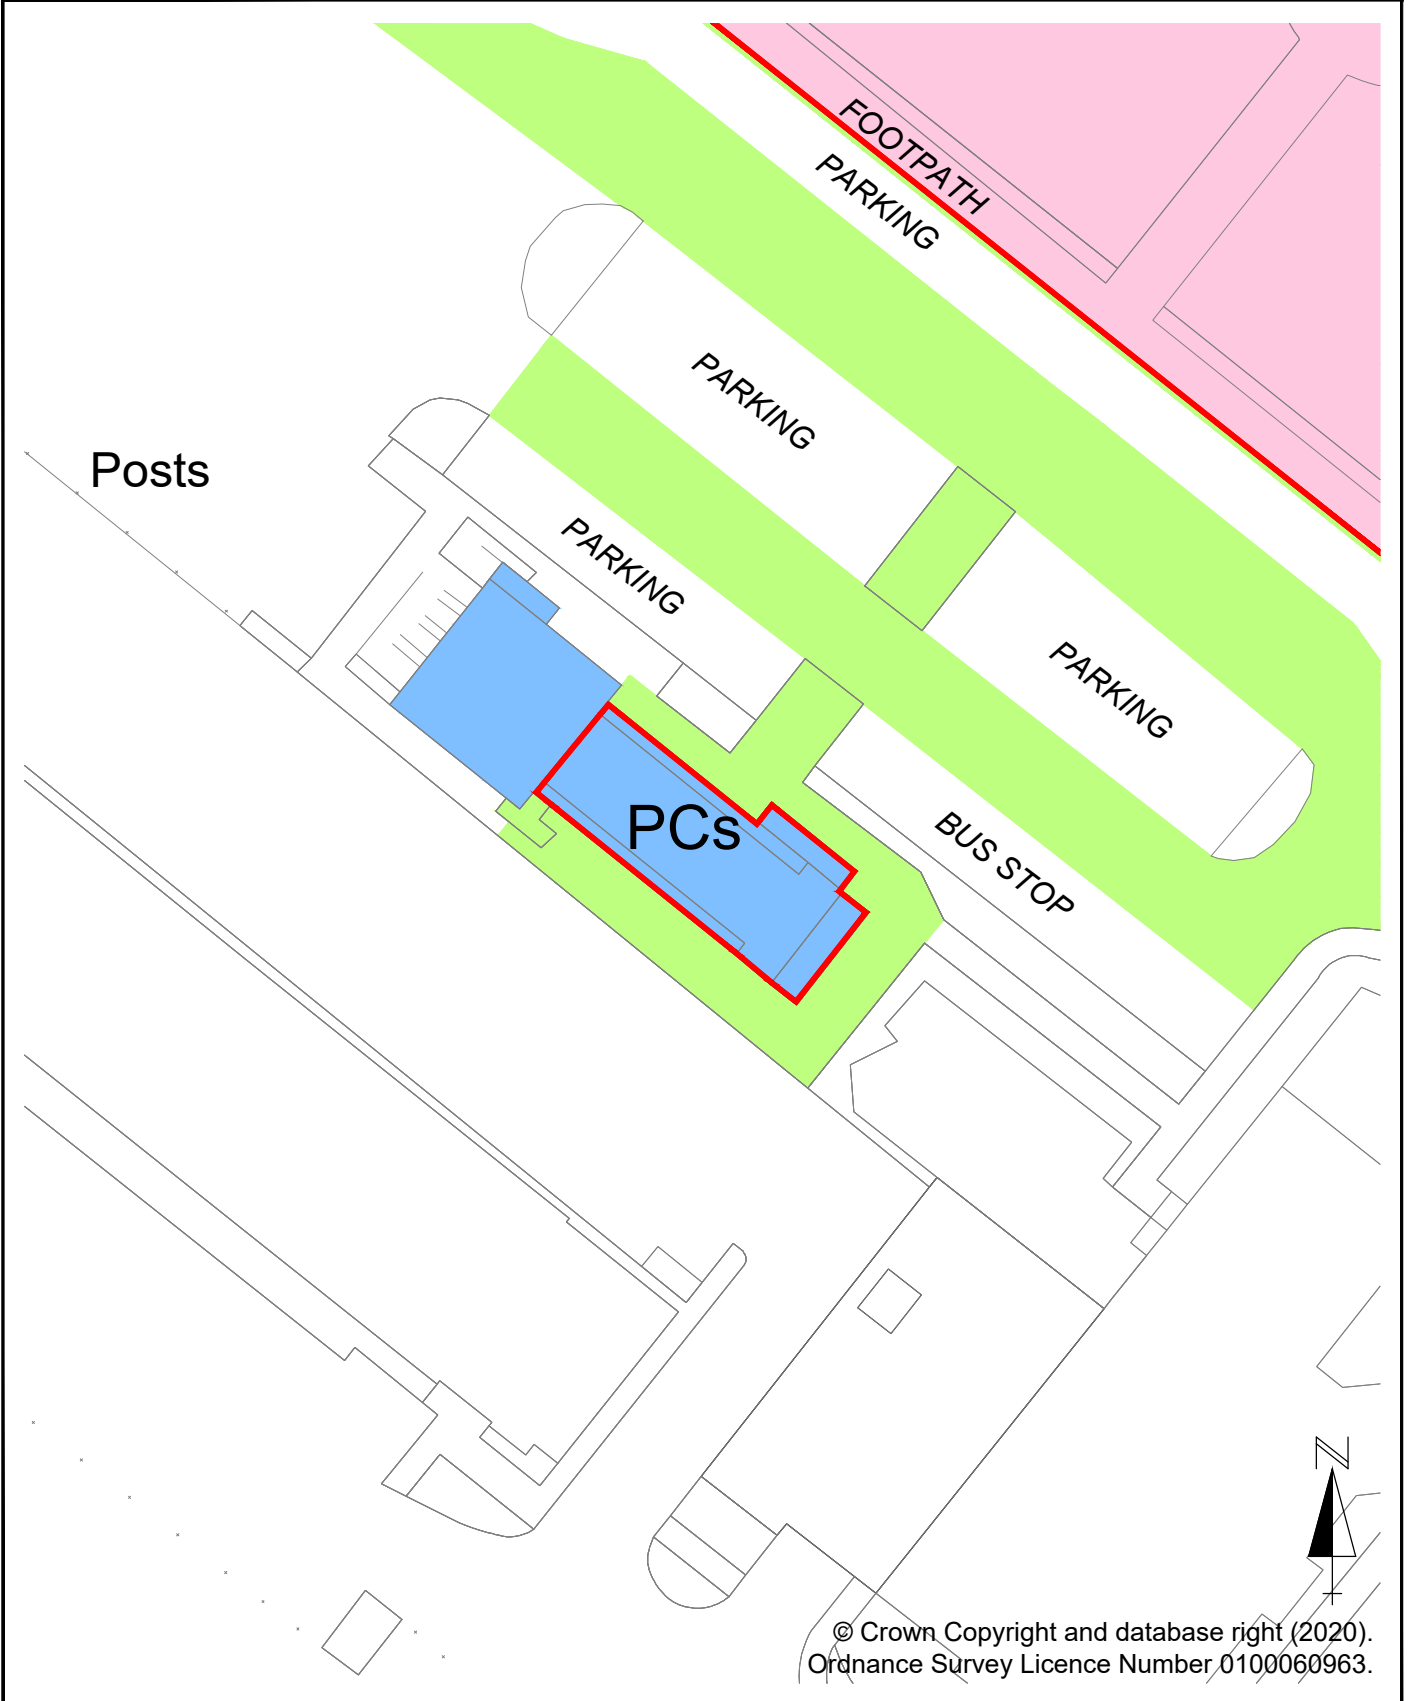 FOOTPATH
PARKING
PARKING
Posts
PARKING
PARKING
PCs
BUS STOP
N
© Crown Copyright and database right (2020).
Ordnance Survey Licence Number 0100060963.